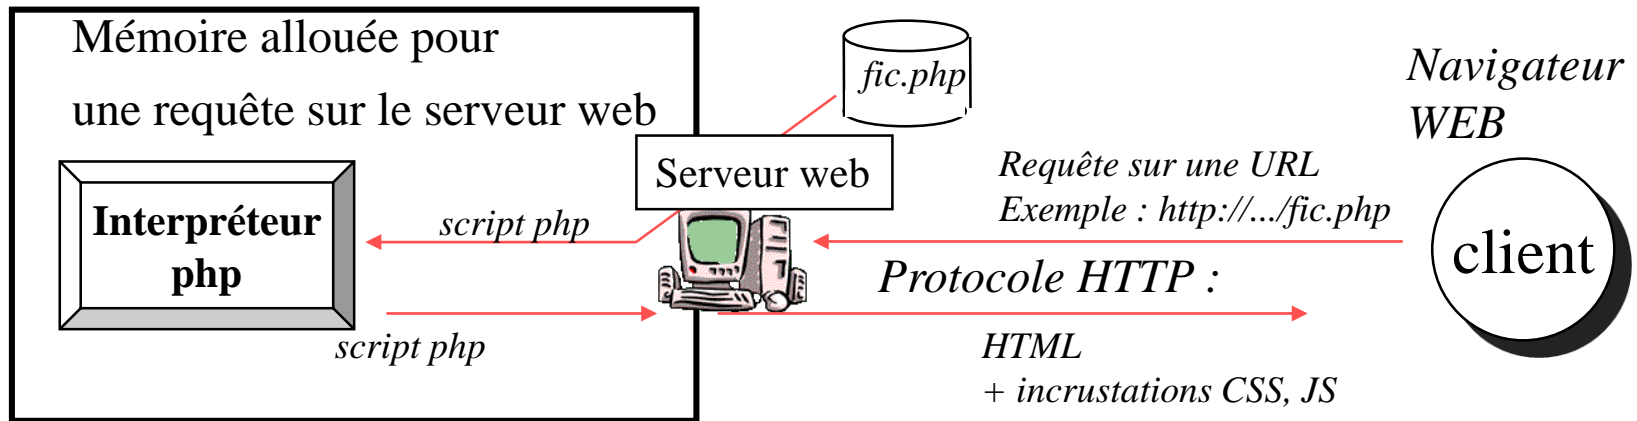 Mémoire allouée pour
une requête sur le serveur web
fic.php
Navigateur
WEB
Serveur web
Requête sur une URL
Exemple : http://.../fic.php
Interpréteur
php
script php
client
Protocole HTTP :
script php
HTML
+ incrustations CSS, JS